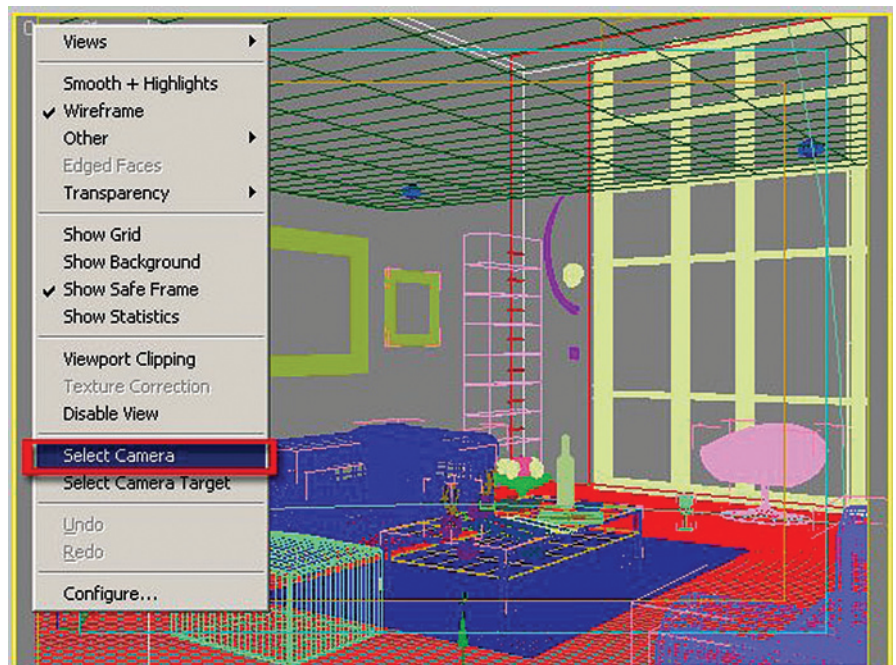 Views
Smooth + Highlights
Wireframe
Other
Edged Faces
Transparency
Show Grid
Show Background
Show Safe Frame
Show Statistics
Viewport Clipping
Texture Correction
Disable View
Select Camera
Select Camera Target
Undo
Redo
Configure...